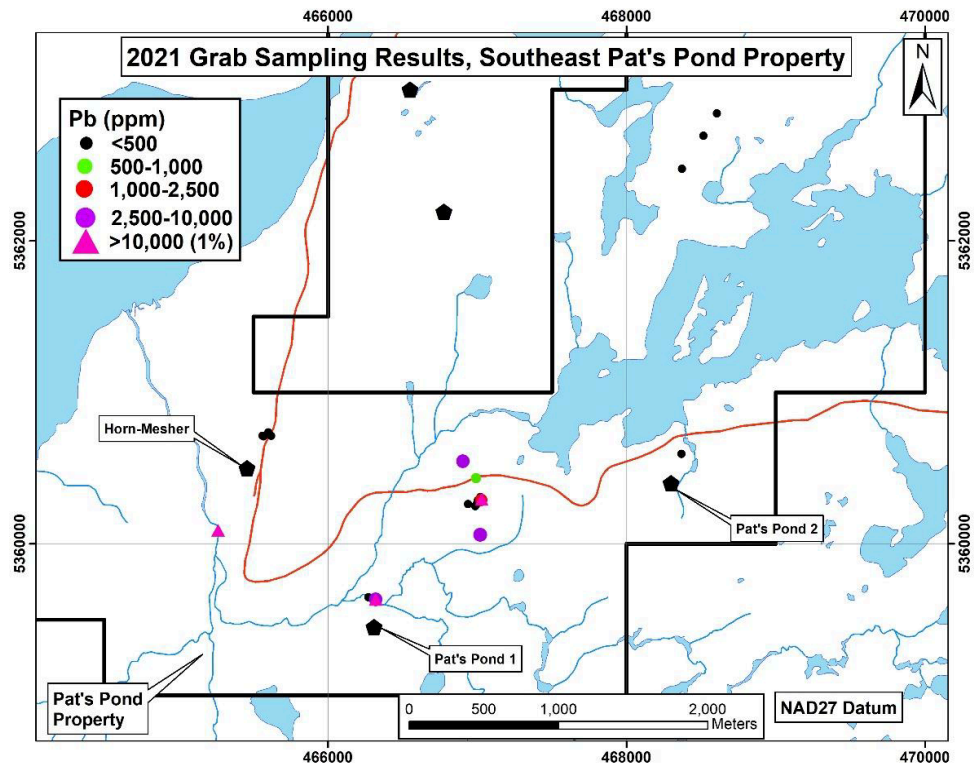 466000
468000
470000
2021 Grab Sampling Results, Southeast Pat's Pond Property
N
Pb (ppm)
<500
500-1,000
1,000-2,500
2,500-10,000
>10,000 (1%)
5362000
5362000
Horn-Mesher
Pat's Pond 2
5360000
5360000
Pat's Pond 1
Pat's Pond
Property
0 500 1,000 2,000
Meters
NAD27 Datum
466000
468000
470000